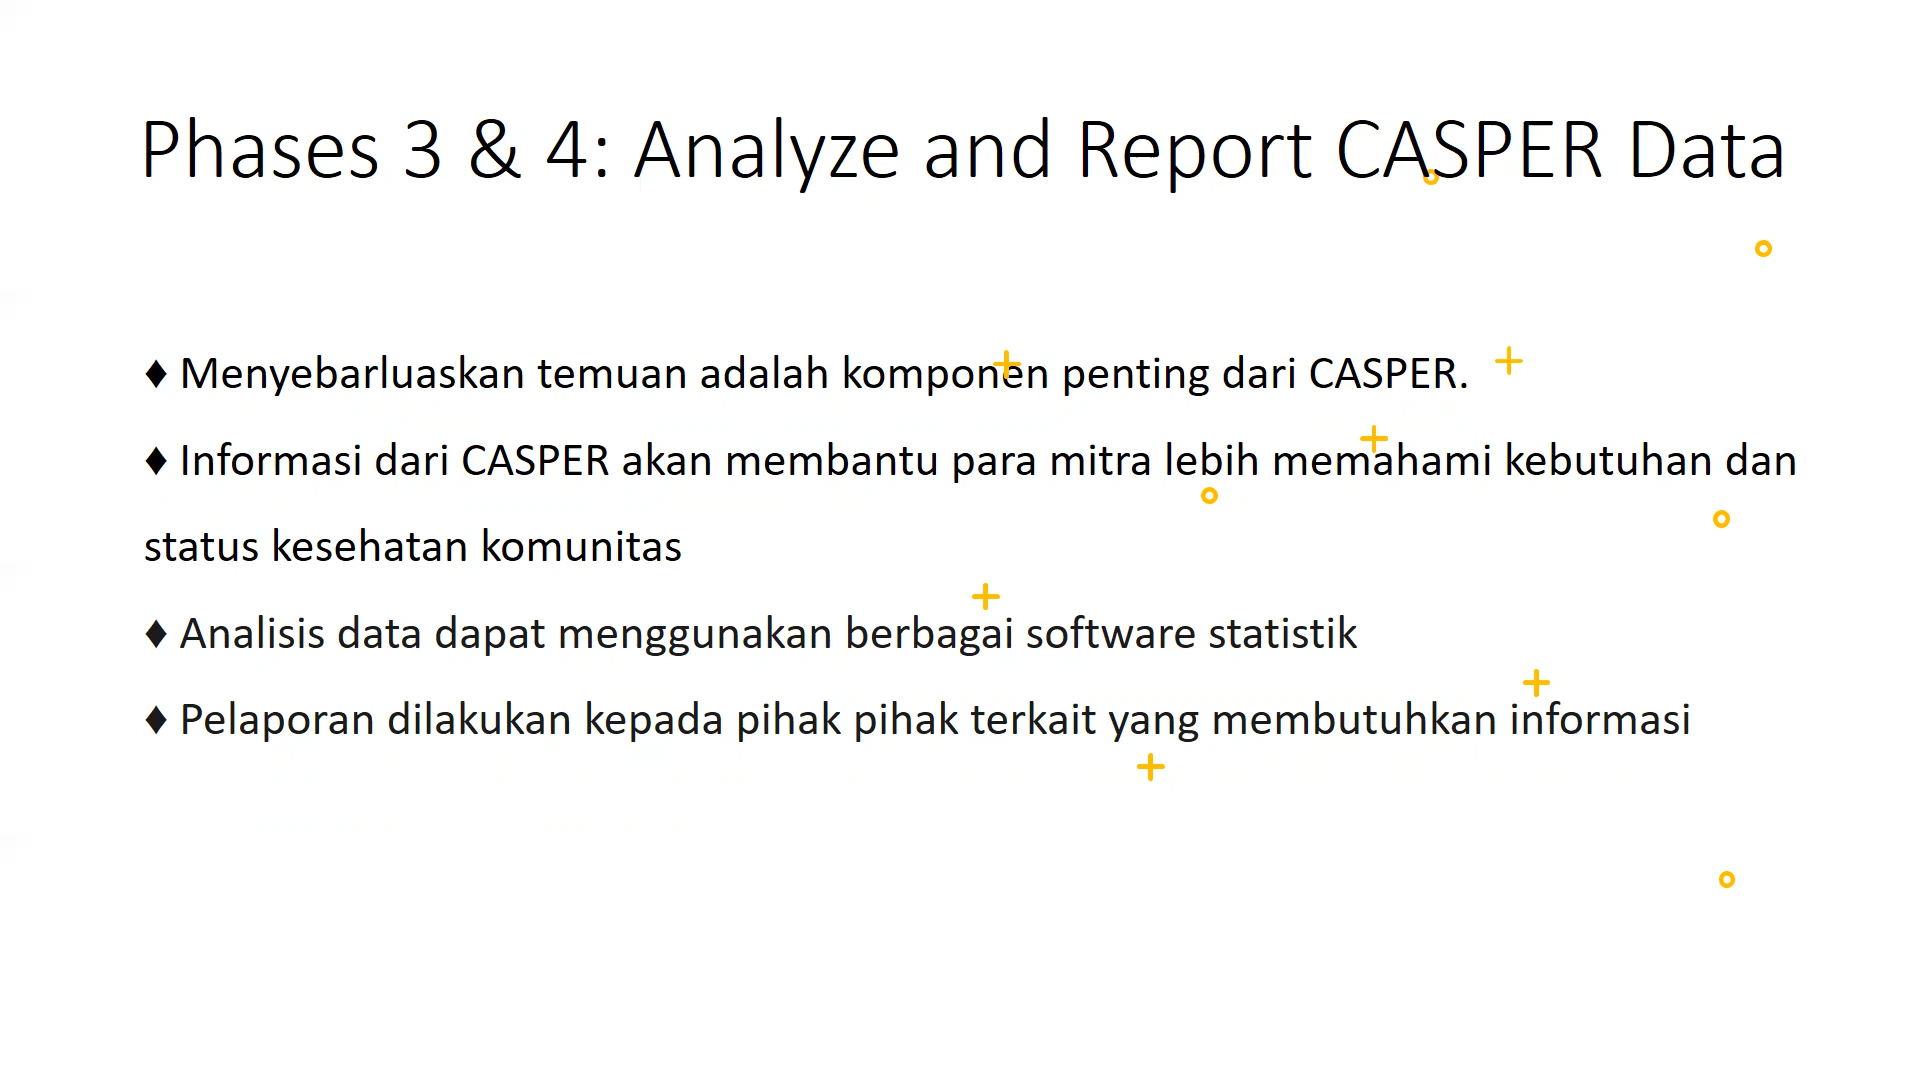 Phases 3 & 4: Analyze and Report CASPER Data
♦ Menyebarluaskan temuan adalah komponen penting dari CASPER.
♦ Informasi dari CASPER akan membantu para mitra lebih memahami kebutuhan dan
status kesehatan komunitas
♦ Analisis data dapat menggunakan berbagai software statistik
♦ Pelaporan dilakukan kepada pihak pihak terkait yang membutuhkan informasi